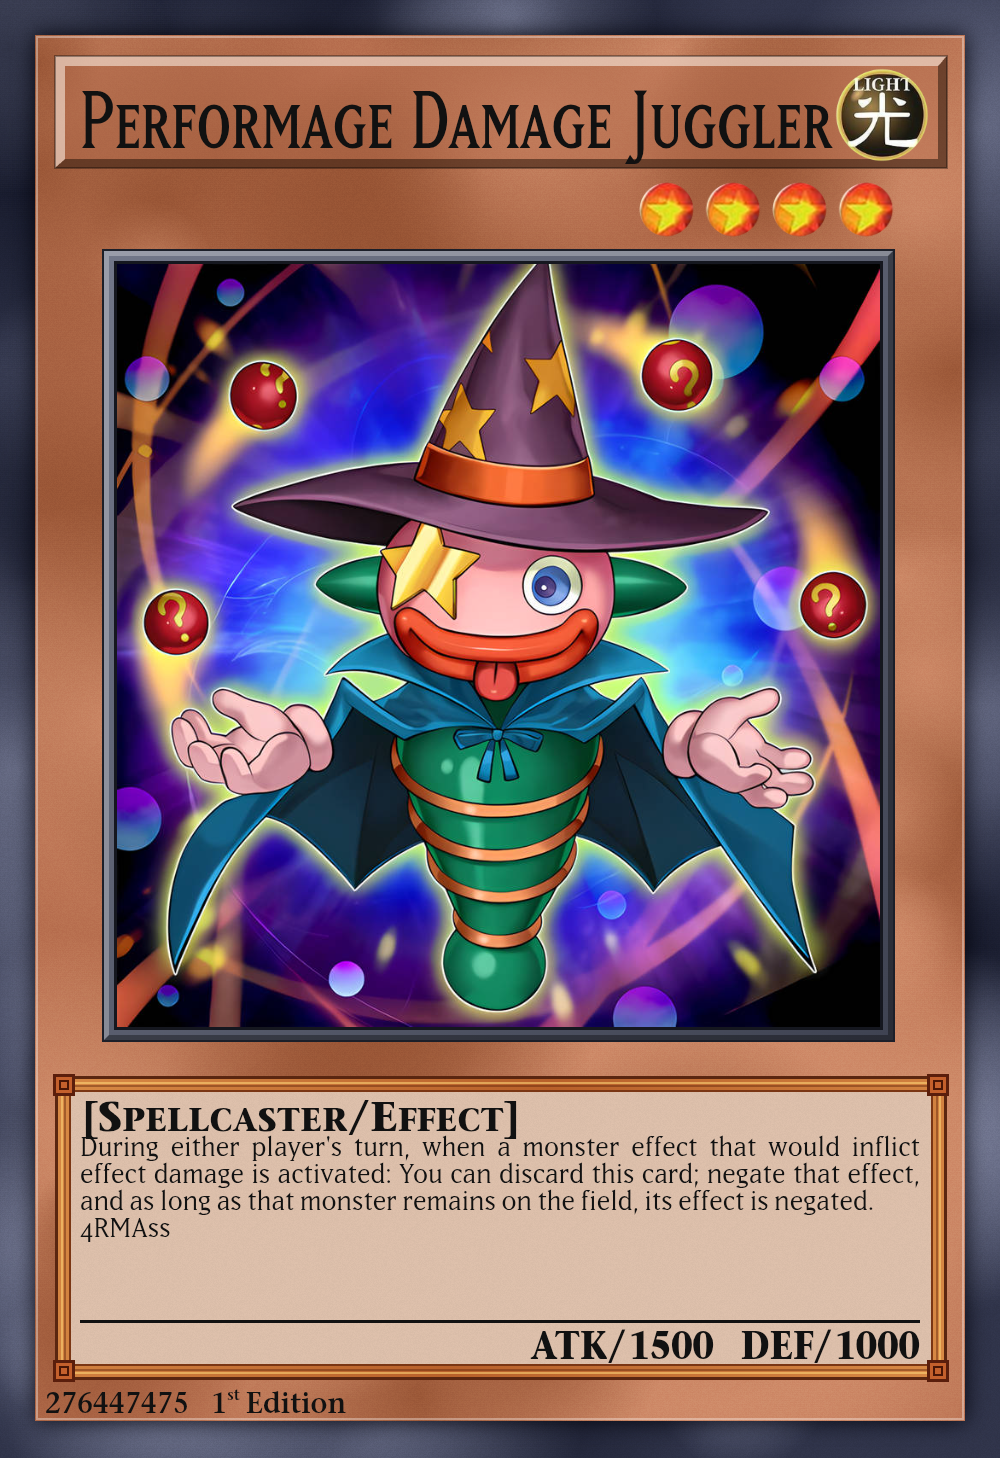 Performage Damage Juggler
LIGHT
光
[Spellcaster/Effect]
During either player's turn, when a monster effect that would inflict
effect damage is activated: You can discard this card; negate that effect,
and as long as that monster remains on the field, its effect is negated.
4RMAss
ATK/1500 DEF/1000
276447475 1st Edition